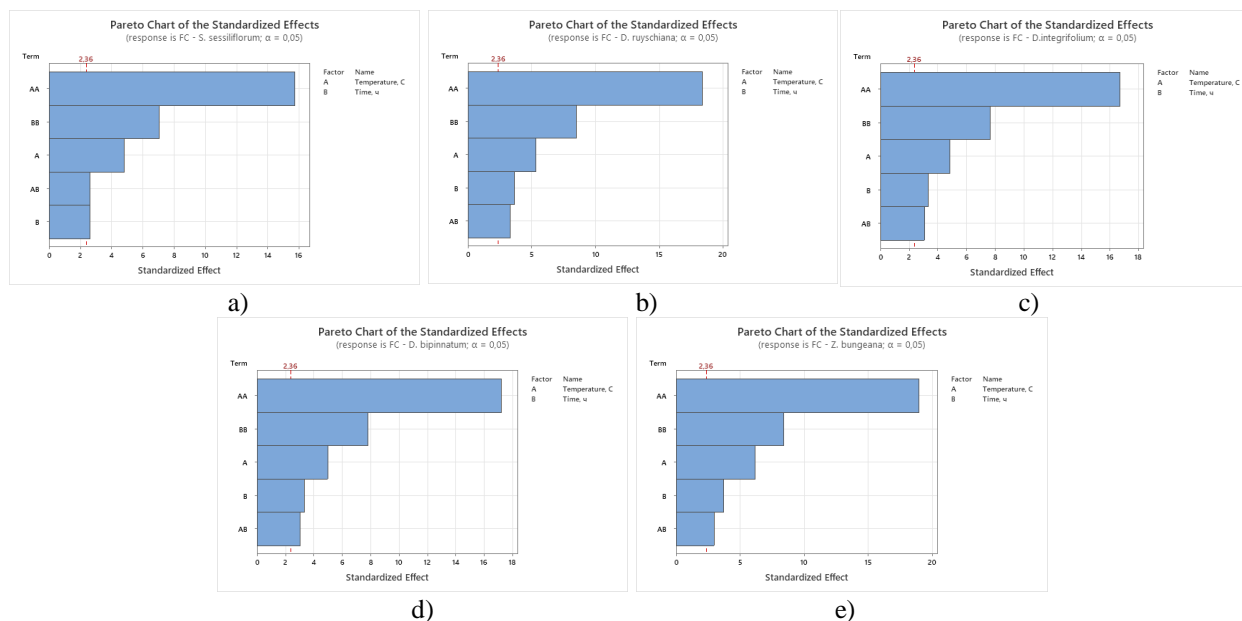 Pareto Chart of the Standardized Effects
(response is FC - S. sessiliflorum; α = 0,05)
Term
2,36
Factor Name
A Temperature, C
B Time, ч
AA
BB
A
AB
B
0 2 4 6 8 10 12 14 16
Standardized Effect
a)
Pareto Chart of the Standardized Effects
(response is FC - D. ruyschiana; α = 0,05)
Term
2,36
Factor Name
A Temperature, C
B Time, ч
AA
BB
A
B
AB
0 5 10 15 20
Standardized Effect
b)
Pareto Chart of the Standardized Effects
(response is FC - D.integrifolium; α = 0,05)
Term
2,36
Factor Name
A Temperature, C
B Time, ч
AA
BB
A
B
AB
0 2 4 6 8 10 12 14 16 18
Standardized Effect
c)
Pareto Chart of the Standardized Effects
(response is FC - D. bipinnatum; α = 0,05)
Term
2,36
Factor Name
A Temperature, C
B Time, ч
AA
BB
A
B
AB
0 2 4 6 8 10 12 14 16 18
Standardized Effect
d)
Pareto Chart of the Standardized Effects
(response is FC - Z. bungeana; α = 0,05)
Term
2,36
Factor Name
A Temperature, C
B Time, ч
AA
BB
A
B
AB
0 5 10 15 20
Standardized Effect
e)